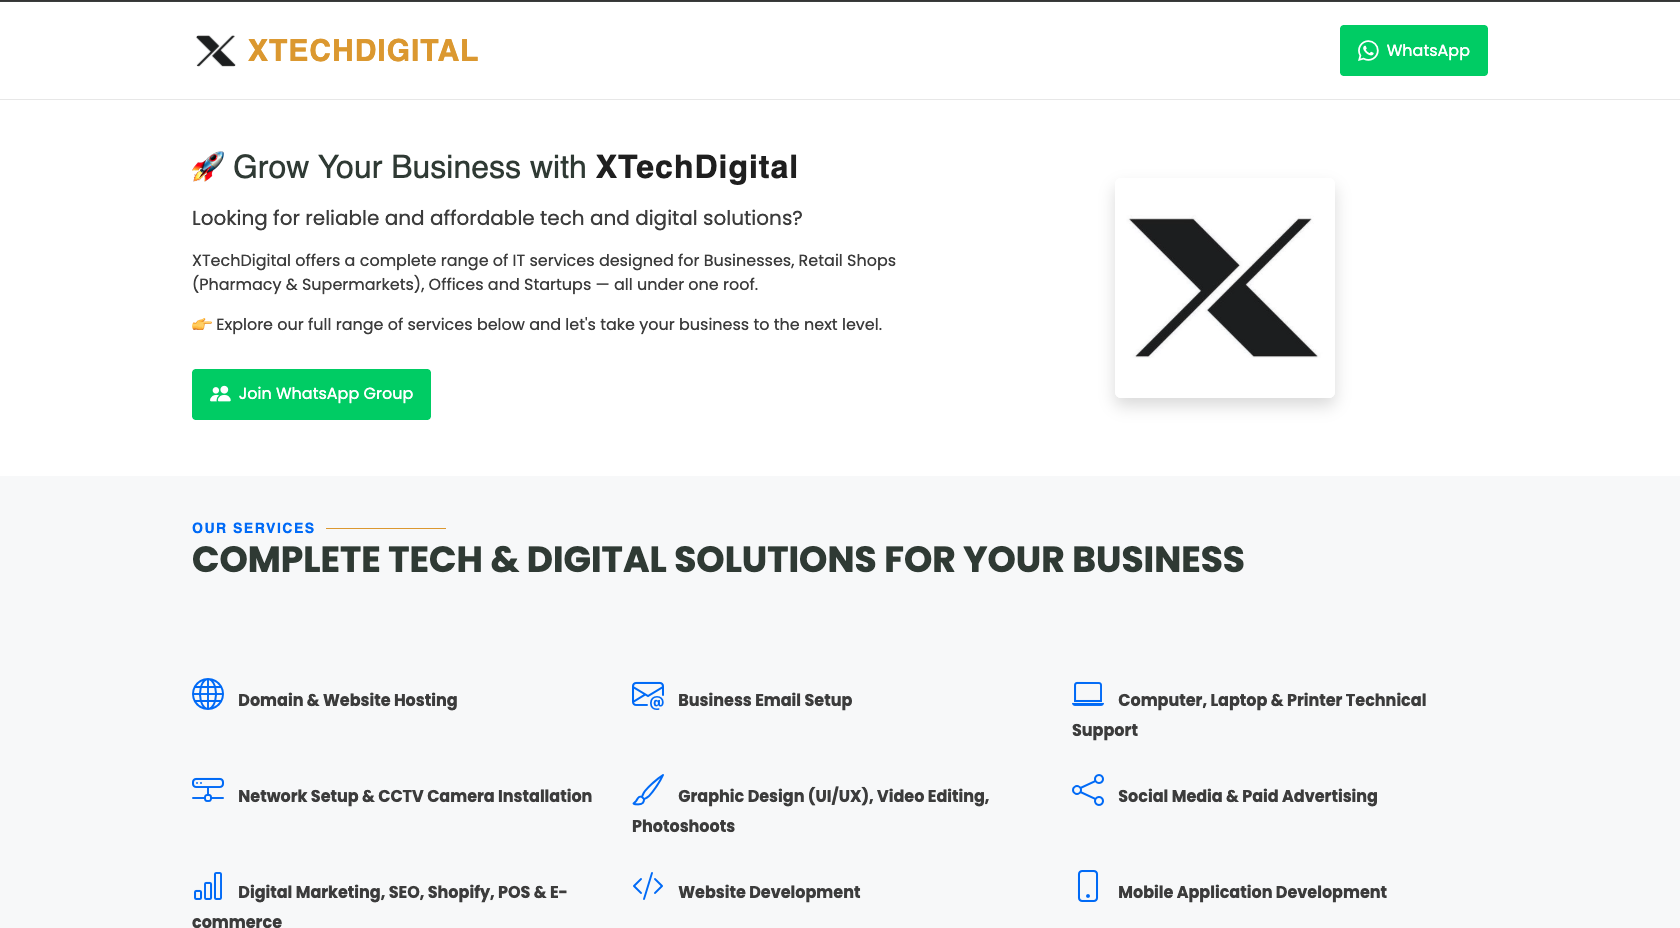 XTECHDIGITAL
WhatsApp
🚀 Grow Your Business with XTechDigital
Looking for reliable and affordable tech and digital solutions?
XTechDigital offers a complete range of IT services designed for Businesses, Retail Shops
(Pharmacy & Supermarkets), Offices and Startups — all under one roof.
👉 Explore our full range of services below and let's take your business to the next level.
Join WhatsApp Group
OUR SERVICES
COMPLETE TECH & DIGITAL SOLUTIONS FOR YOUR BUSINESS
Domain & Website Hosting
Business Email Setup
Computer, Laptop & Printer Technical
Support
Network Setup & CCTV Camera Installation
Graphic Design (UI/UX), Video Editing,
Photoshoots
Social Media & Paid Advertising
Digital Marketing, SEO, Shopify, POS & E-
commerce
Website Development
Mobile Application Development